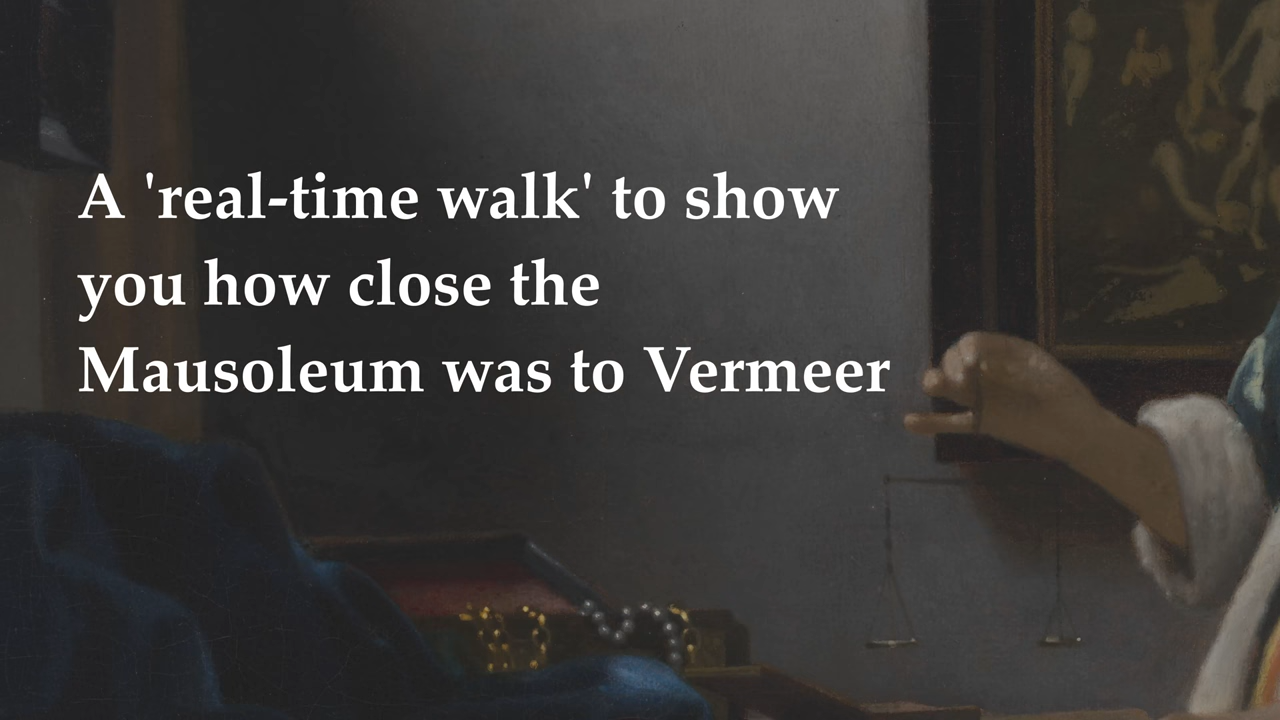 A 'real-time walk' to show
you how close the
Mausoleum was to Vermeer